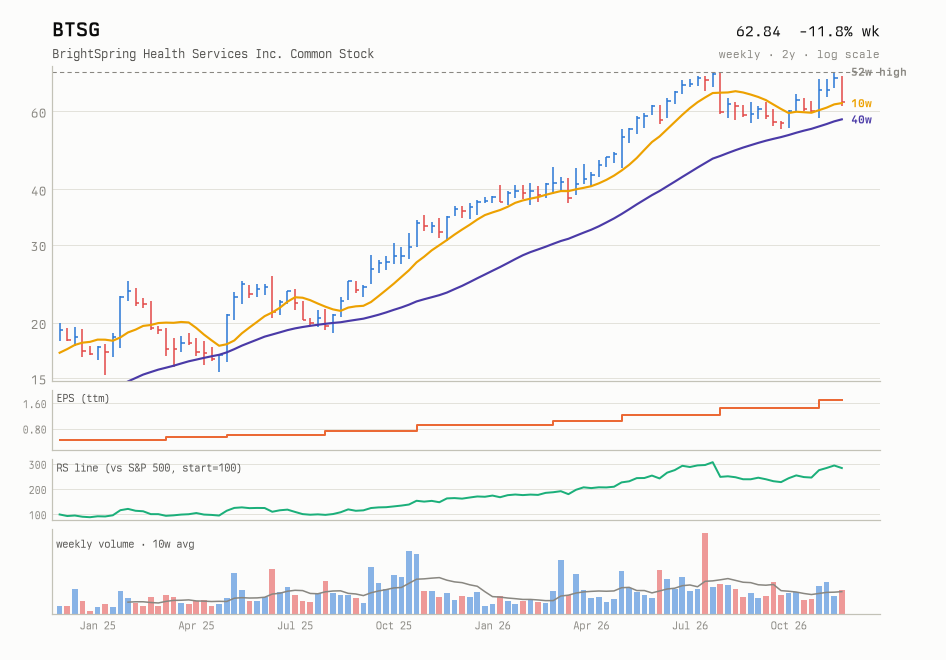 BTSG
62.84 -11.8% wk
BrightSpring Health Services Inc. Common Stock
weekly · 2y · log scale
52w high
60
10w
40w
40
30
20
15
EPS (ttm)
1.60
0.80
RS line (vs S&P 500, start=100)
300
200
100
weekly volume · 10w avg
Jan 25 Apr 25 Jul 25 Oct 25 Jan 26 Apr 26 Jul 26 Oct 26